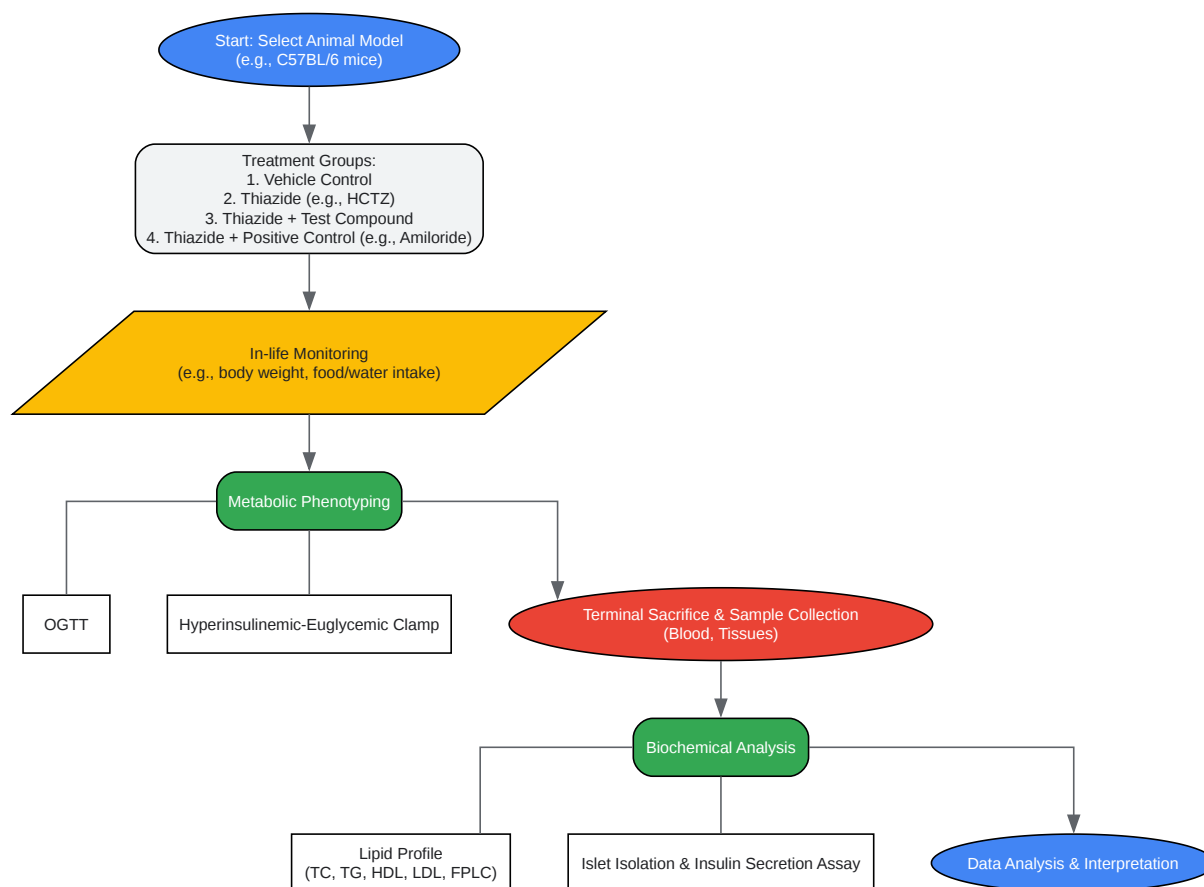 Start: Select Animal Model
(e.g., C57BL/6 mice)
Treatment Groups:
1. Vehicle Control
2. Thiazide (e.g., HCTZ)
3. Thiazide + Test Compound
4. Thiazide + Positive Control (e.g., Amiloride)
In-life Monitoring
(e.g., body weight, food/water intake)
Metabolic Phenotyping
OGTT
Hyperinsulinemic-Euglycemic Clamp
Terminal Sacrifice & Sample Collection
(Blood, Tissues)
Biochemical Analysis
Lipid Profile
(TC, TG, HDL, LDL, FPLC)
Islet Isolation & Insulin Secretion Assay
Data Analysis & Interpretation